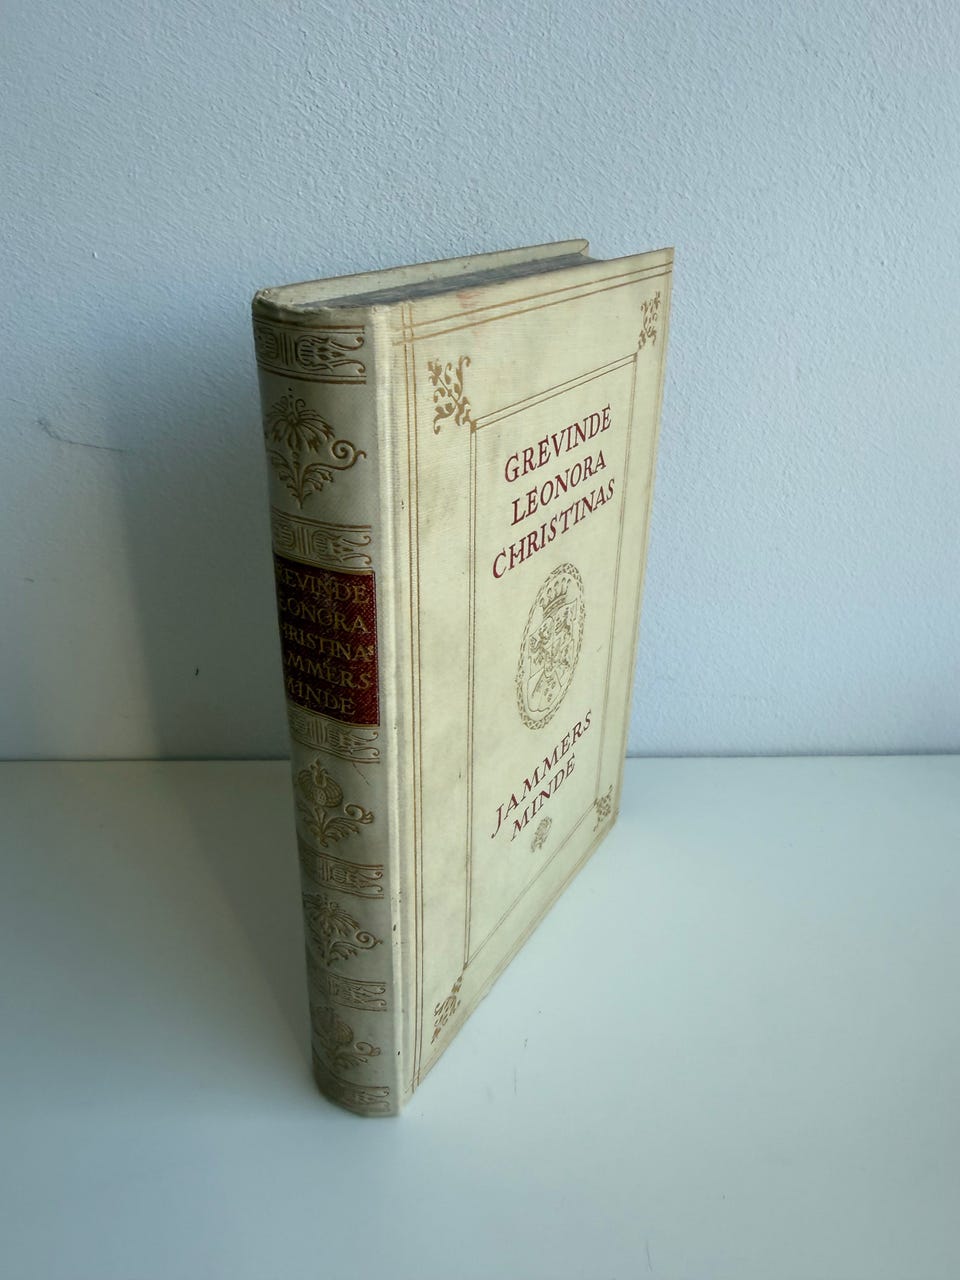 GREVINDE
LEONORA
CHRISTINAS
JAMMERS
MINDE
GREVINDE
LEONORA
CHRISTINAS
JAMMERS
MINDE